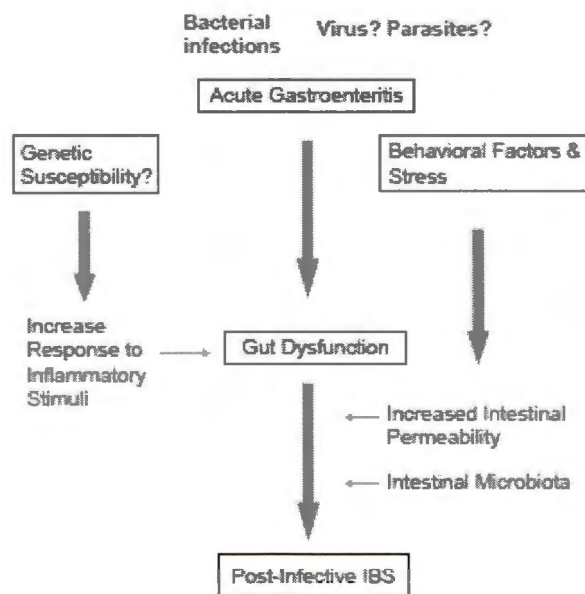 Bacterial
infections
Virus? Parasites?
Acute Gastroenteritis
Genetic
Susceptibility?
Behavioral Factors &
Stress
Increase
Response to
Inflammatory
Stimuli
Gut Dysfunction
Increased Intestinal
Permeability
Intestinal Microbiota
Post-Infective IBS